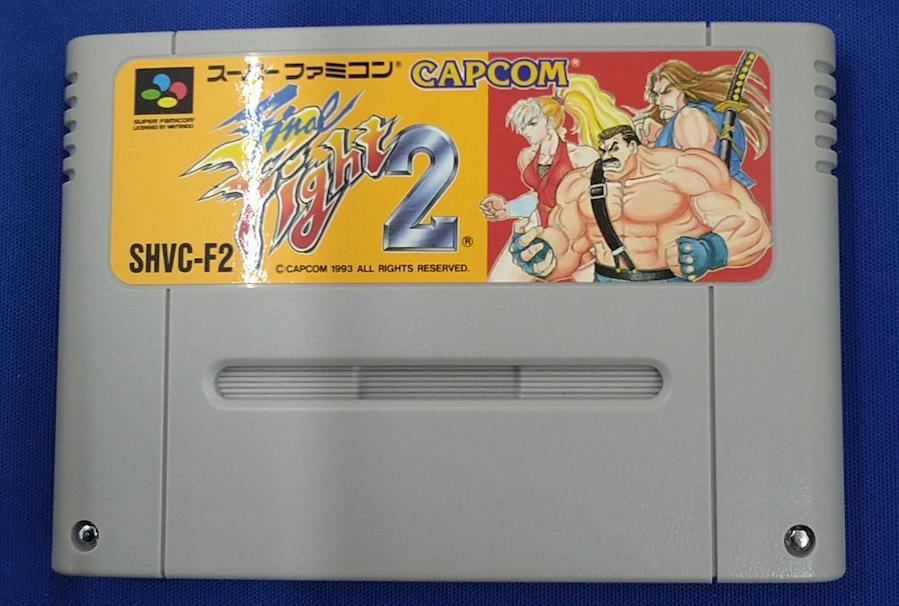 スーパーファミコン®
CAPCOM®
SUPER FAMICOM
LICENSED BY NINTENDO
Final
Fight
2®
SHVC-F2
©CAPCOM 1993 ALL RIGHTS RESERVED.